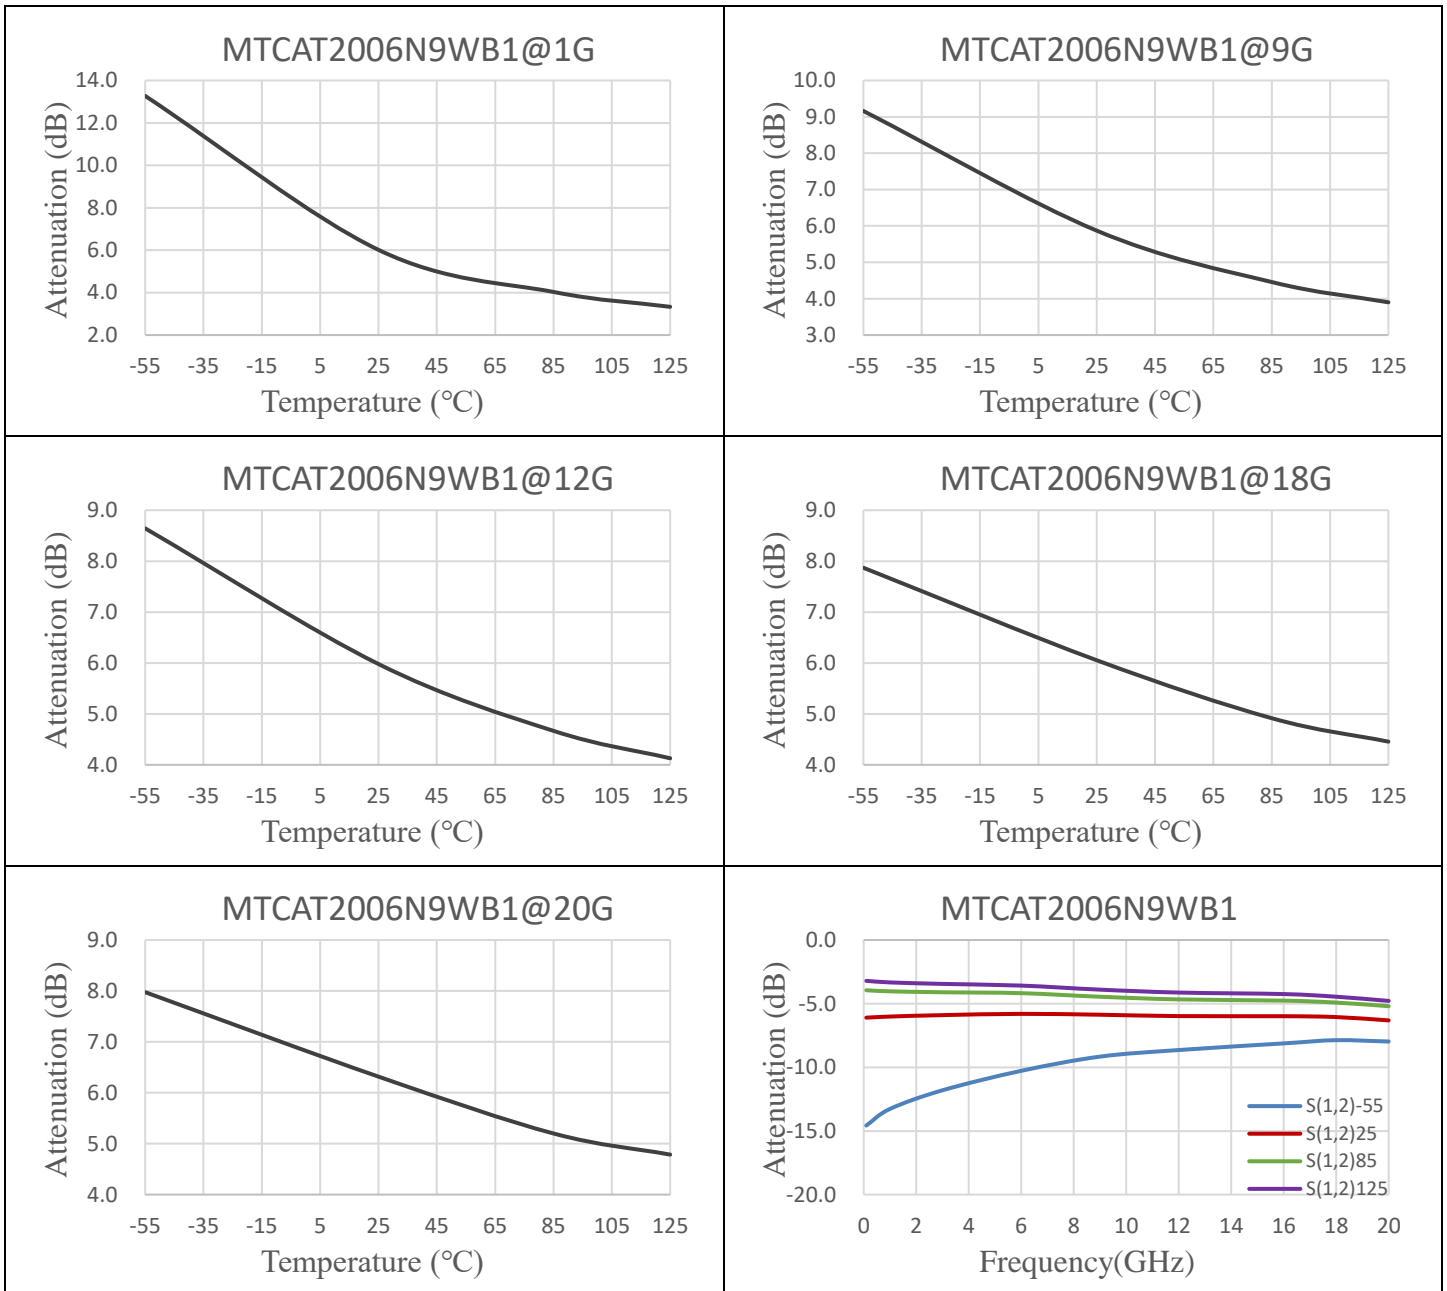 MTCAT2006N9WB1@1G
Attenuation (dB)
14.0
12.0
10.0
8.0
6.0
4.0
2.0
-55 -35 -15 5 25 45 65 85 105 125
Temperature (℃)
MTCAT2006N9WB1@9G
Attenuation (dB)
10.0
9.0
8.0
7.0
6.0
5.0
4.0
3.0
-55 -35 -15 5 25 45 65 85 105 125
Temperature (℃)
MTCAT2006N9WB1@12G
Attenuation (dB)
9.0
8.0
7.0
6.0
5.0
4.0
-55 -35 -15 5 25 45 65 85 105 125
Temperature (℃)
MTCAT2006N9WB1@18G
Attenuation (dB)
9.0
8.0
7.0
6.0
5.0
4.0
-55 -35 -15 5 25 45 65 85 105 125
Temperature (℃)
MTCAT2006N9WB1@20G
Attenuation (dB)
9.0
8.0
7.0
6.0
5.0
4.0
-55 -35 -15 5 25 45 65 85 105 125
Temperature (℃)
MTCAT2006N9WB1
Attenuation (dB)
0.0
-5.0
-10.0
-15.0
-20.0
S(1,2)-55
S(1,2)25
S(1,2)85
S(1,2)125
0 2 4 6 8 10 12 14 16 18 20
Frequency(GHz)